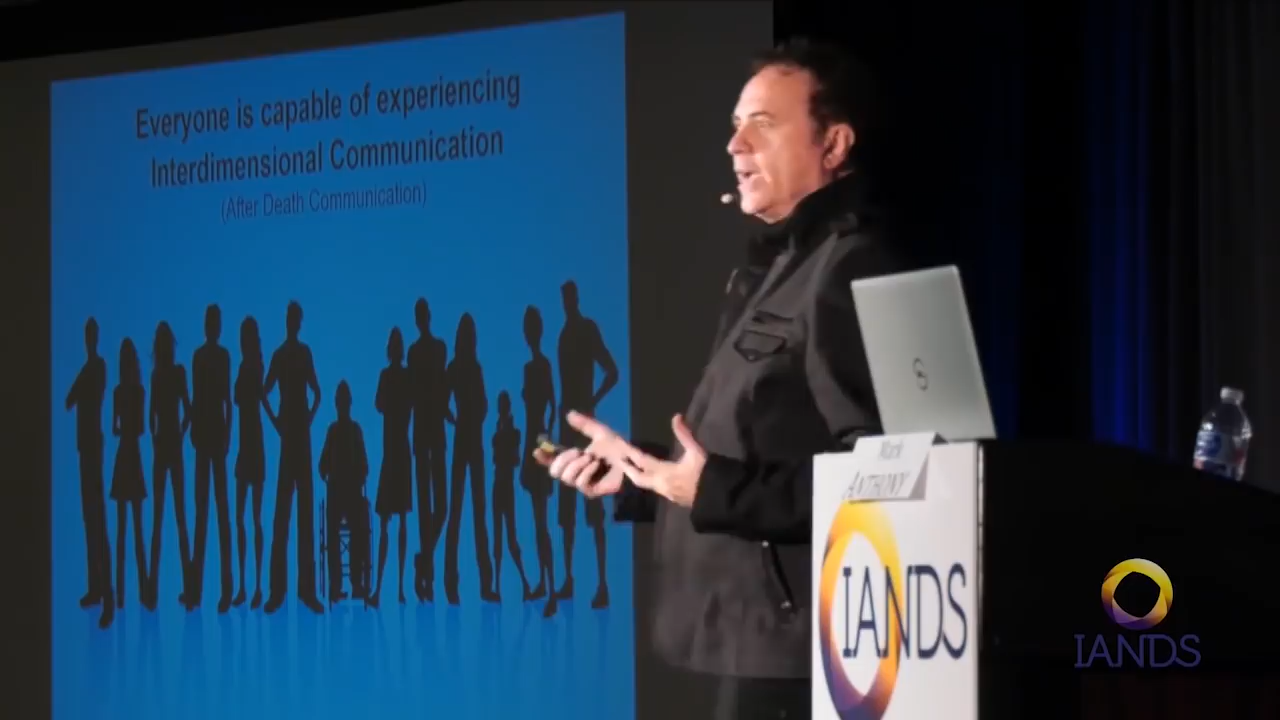 Everyone is capable of experiencing
Interdimensional Communication
(After Death Communication)
Mark
ANTHONY
IANDS
IANDS